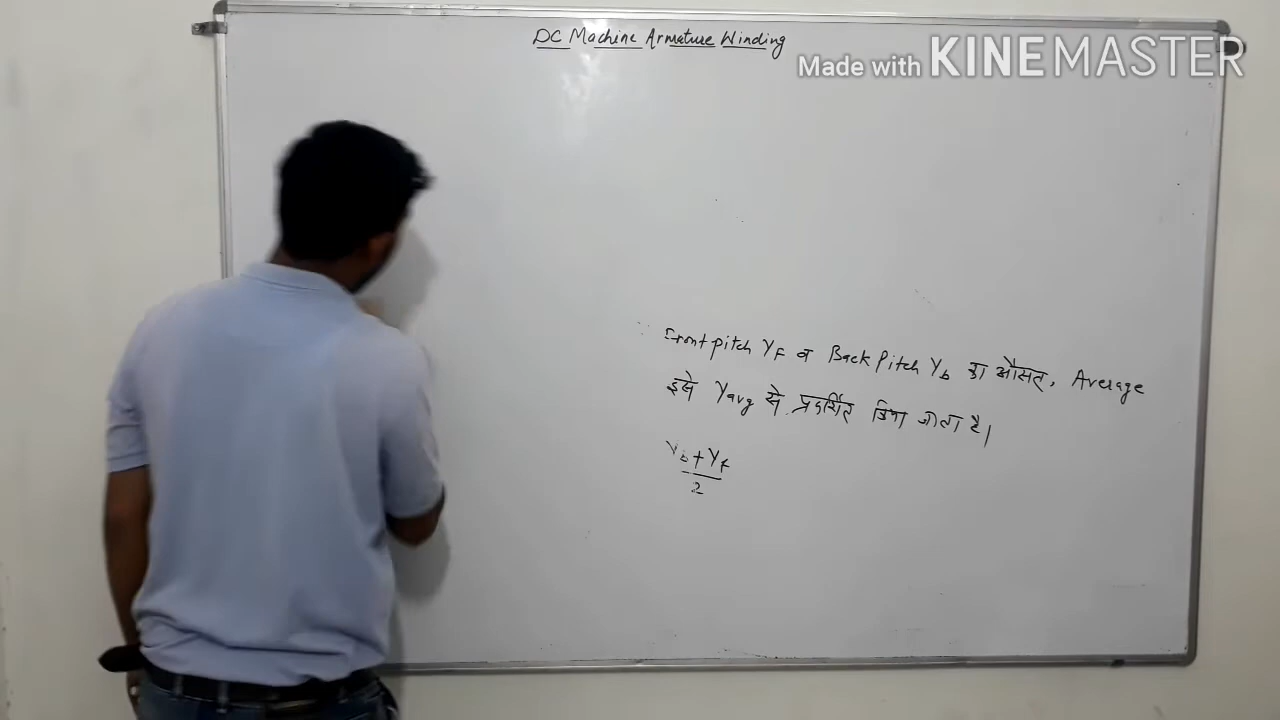 DC Machine Armature Winding
Made with KINEMASTER
Front pitch YF व Back Pitch Yb का औसत, Average
इसे Yavg से प्रदर्शित किया जाता है।
Yb + YF
2